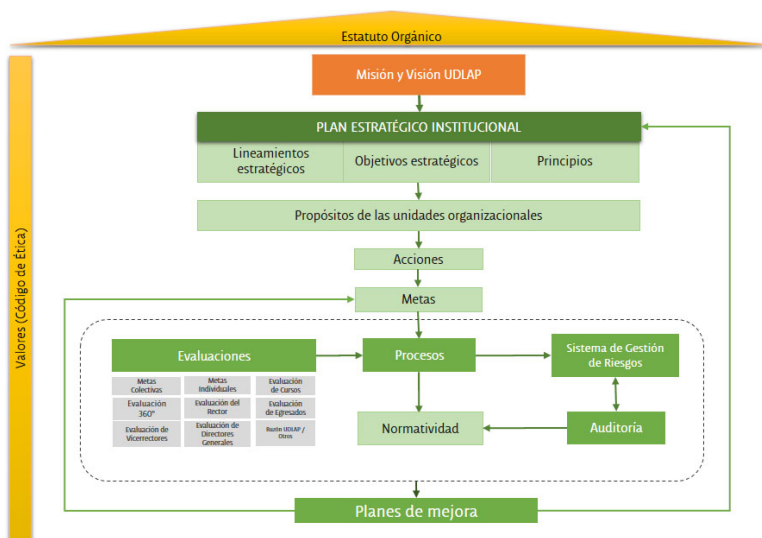 Estatuto Orgánico
Valores (Código de Ética)
Misión y Visión UDLAP
PLAN ESTRATÉGICO INSTITUCIONAL
Lineamientos
estratégicos
Objetivos estratégicos
Principios
Propósitos de las unidades organizacionales
Acciones
Metas
Evaluaciones
Procesos
Sistema de Gestión
de Riesgos
Metas
Colectivas
Metas
Individuales
Evaluación
de Cursos
Evaluación
360°
Evaluación del
Rector
Evaluación
de Egresados
Evaluación de
Vicerrectores
Evaluación de
Directores
Generales
Buzón UDLAP /
Otros
Normatividad
Auditoría
Planes de mejora